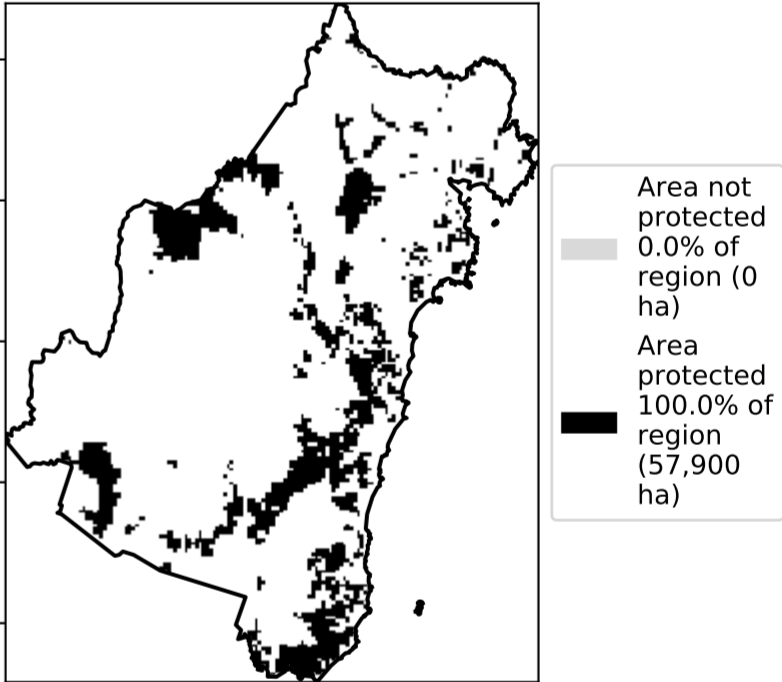 Area not
protected
0.0% of
region (0
ha)
Area
protected
100.0% of
region
(57,900
ha)